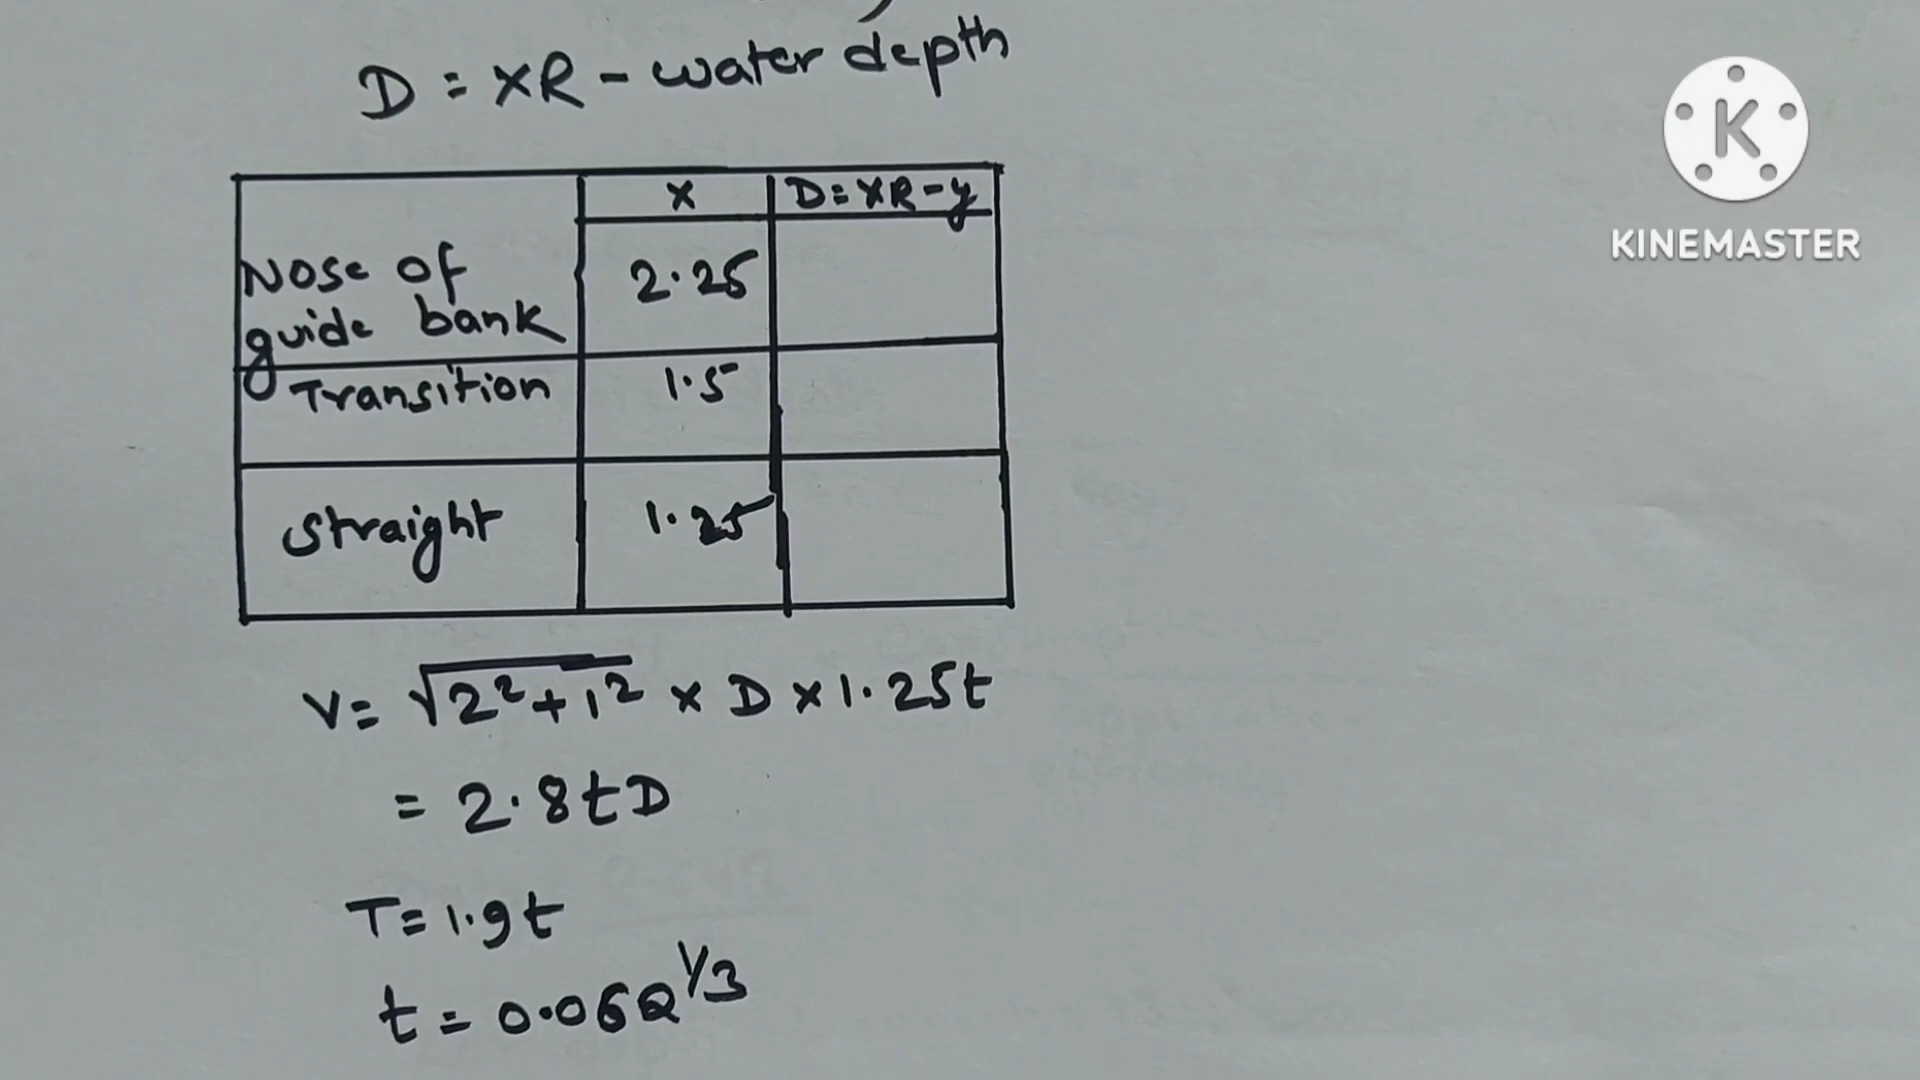 D = XR - water depth
K
KINEMASTER
X D = XR - y
Nose of
guide bank 2.25
Transition 1.5
Straight 1.25
V = √2²+1² × D × 1.25t
= 2.8tD
T = 1.9t
t = 0.06Q^1/3